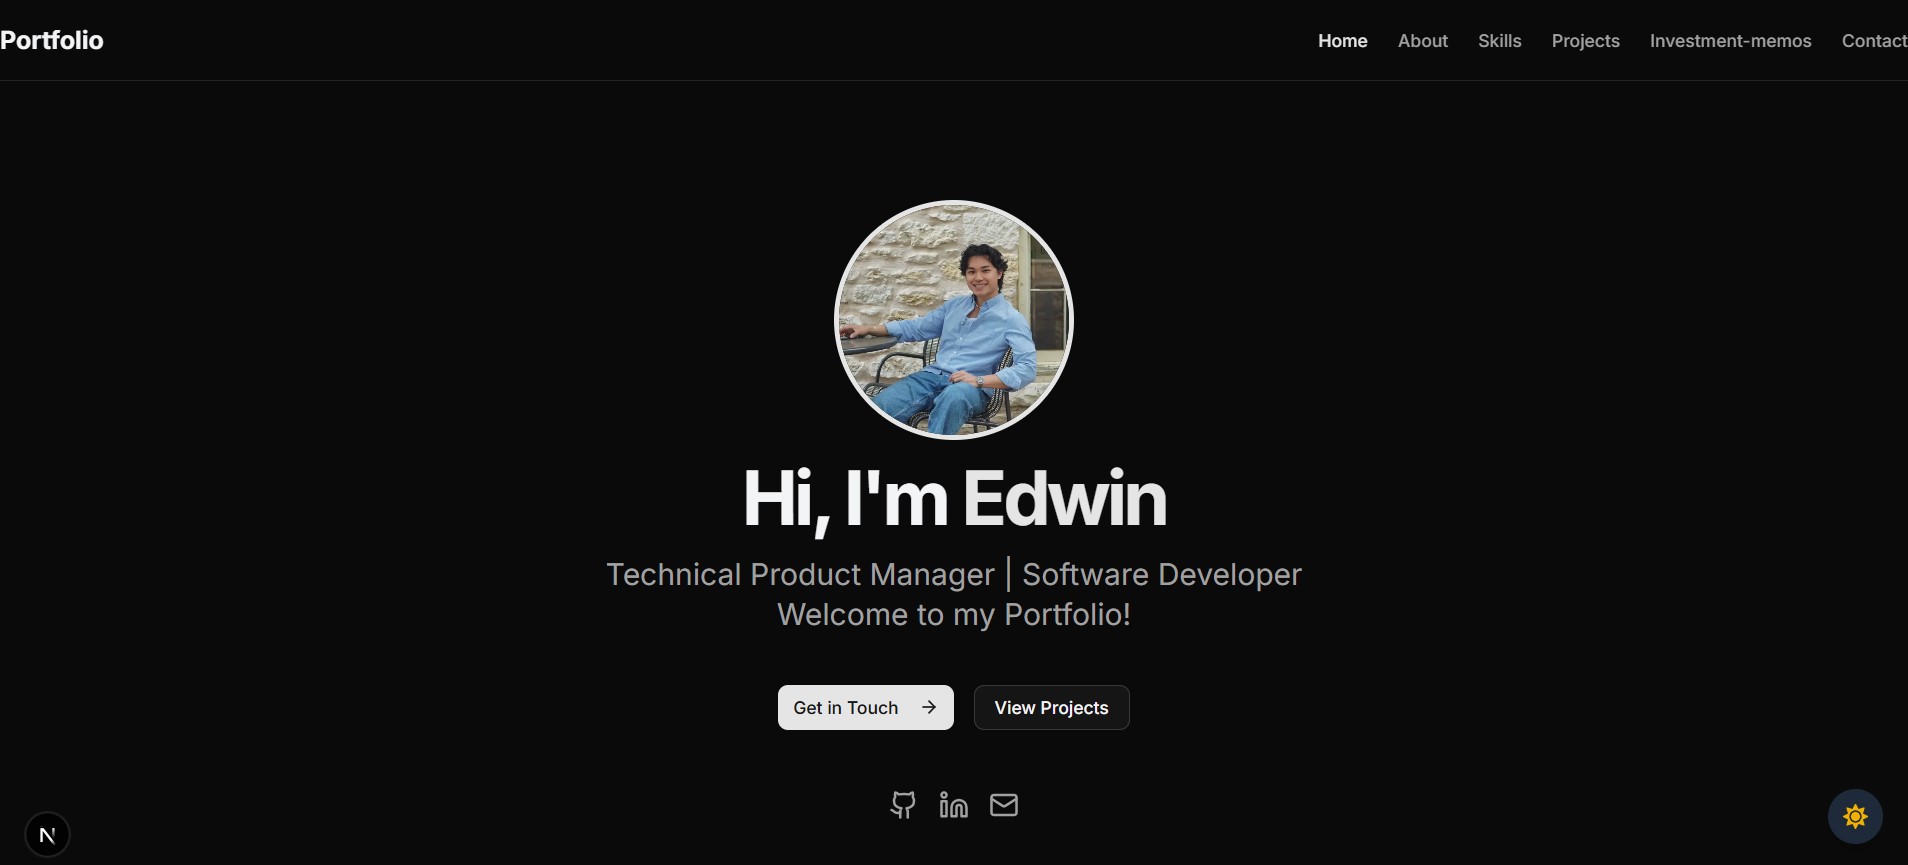 Portfolio
Home About Skills Projects Investment-memos Contact
Hi, I'm Edwin
Technical Product Manager | Software Developer
Welcome to my Portfolio!
Get in Touch → View Projects
in
N